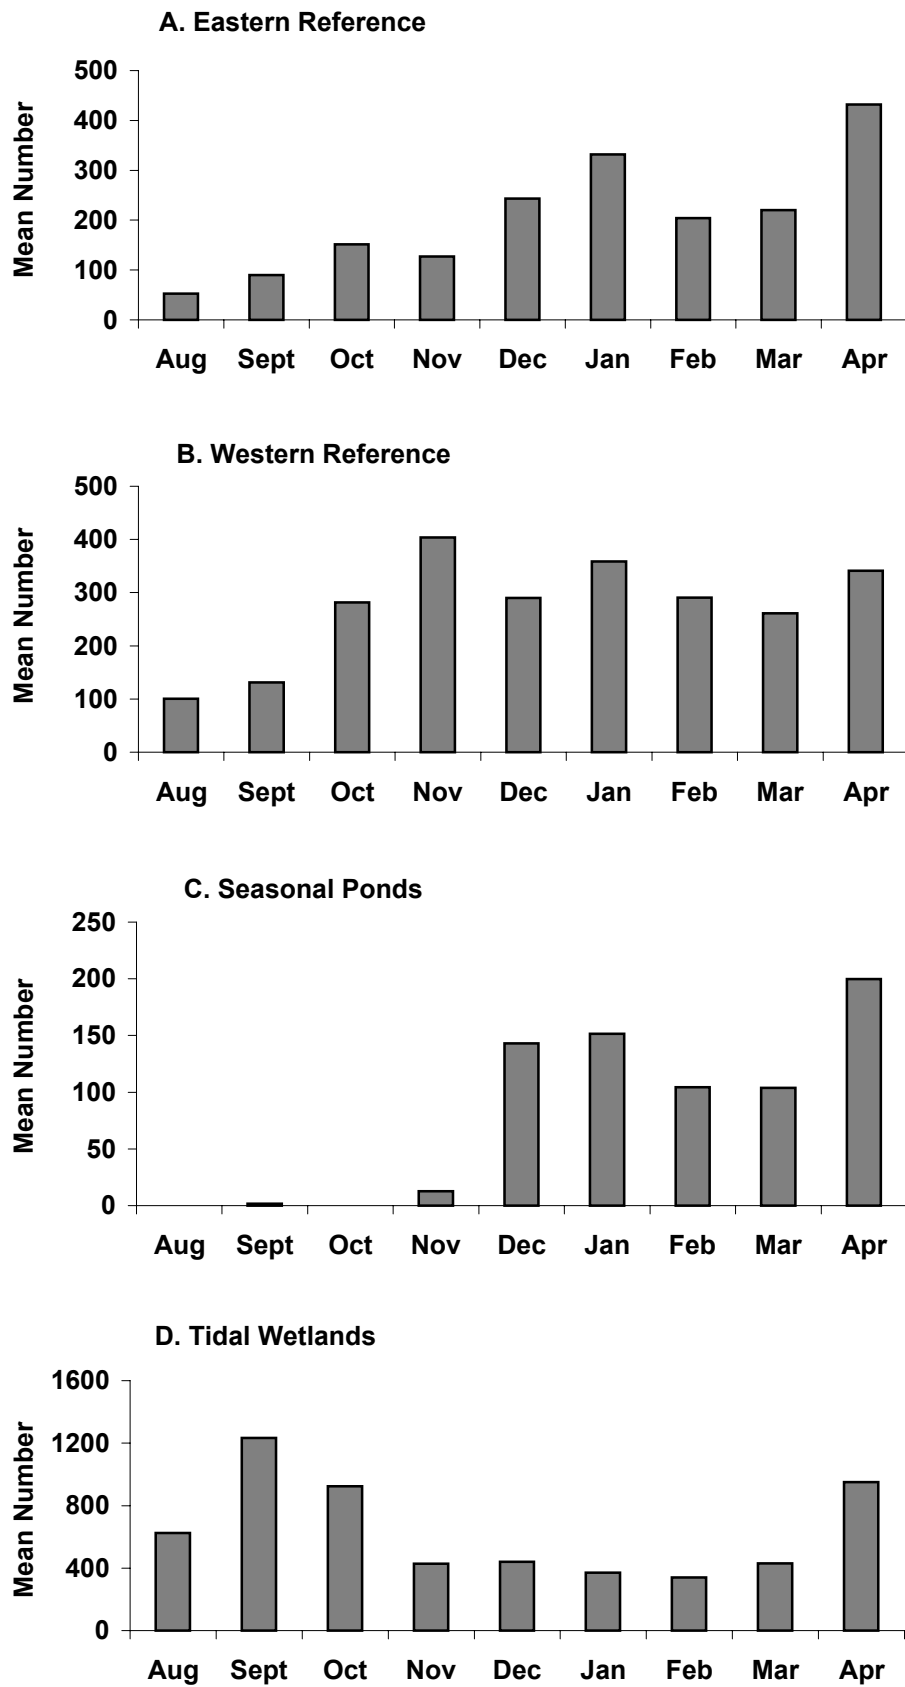 A. Eastern Reference
Mean Number
500
400
300
200
100
0
Aug Sept Oct Nov Dec Jan Feb Mar Apr
B. Western Reference
Mean Number
500
400
300
200
100
0
Aug Sept Oct Nov Dec Jan Feb Mar Apr
C. Seasonal Ponds
Mean Number
250
200
150
100
50
0
Aug Sept Oct Nov Dec Jan Feb Mar Apr
D. Tidal Wetlands
Mean Number
1600
1200
800
400
0
Aug Sept Oct Nov Dec Jan Feb Mar Apr